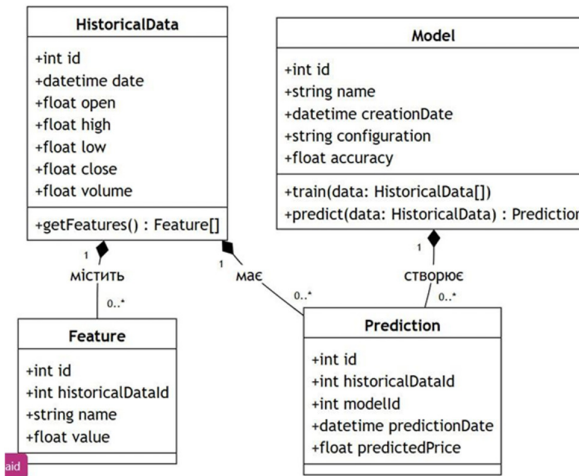 HistoricalData
+int id
+datetime date
+float open
+float high
+float low
+float close
+float volume
+getFeatures() : Feature[]
Model
+int id
+string name
+datetime creationDate
+string configuration
+float accuracy
+train(data: HistoricalData[])
+predict(data: HistoricalData) : Prediction
1
містить
0..*
1
має
0..*
1
створює
0..*
Feature
+int id
+int historicalDataId
+string name
+float value
Prediction
+int id
+int historicalDataId
+int modelId
+datetime predictionDate
+float predictedPrice
aid